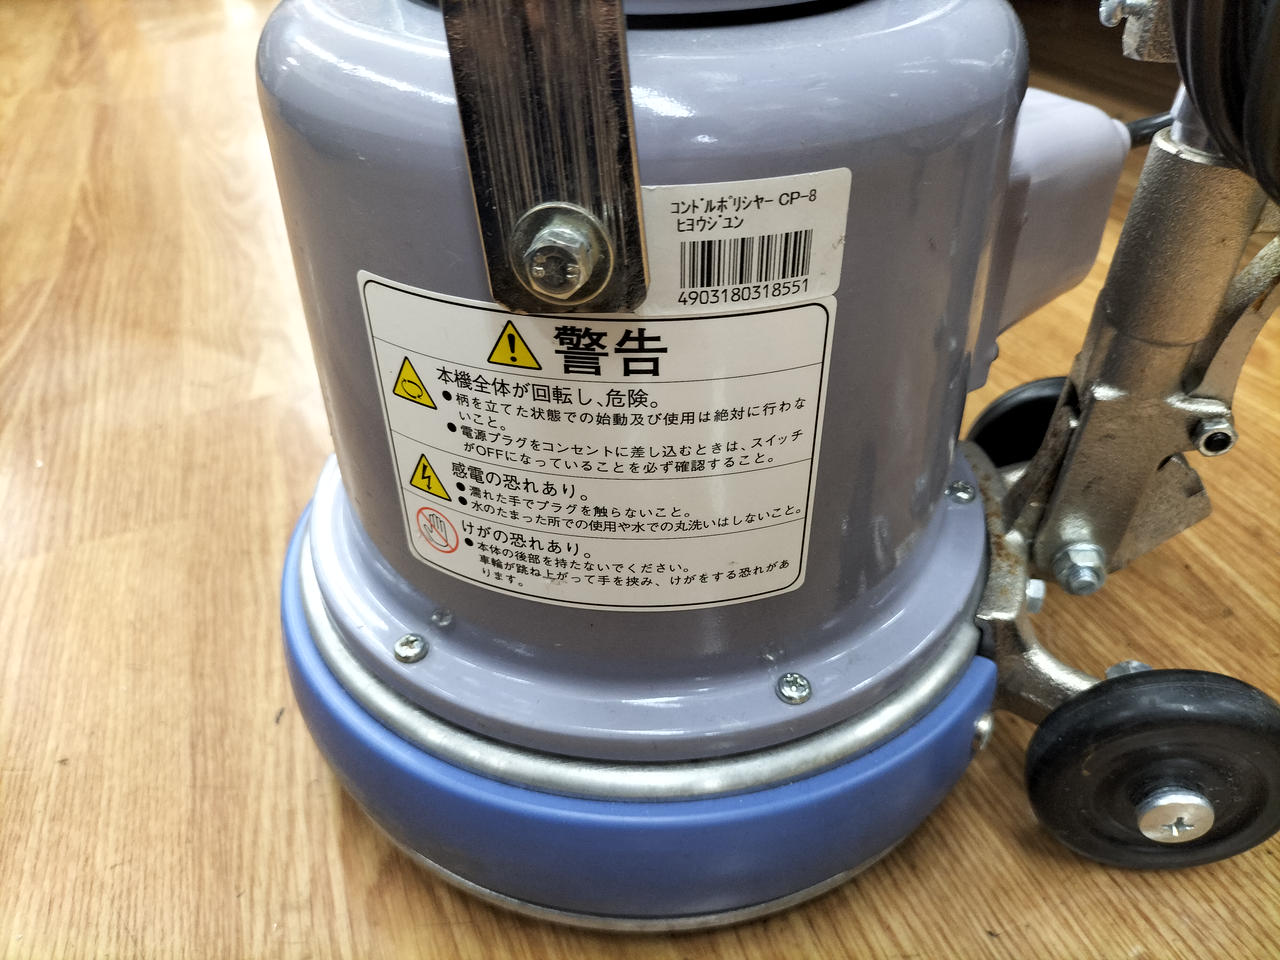 コンドルポリシャー CP-8
ヒョウジュン
4903180318551
警告
本機全体が回転し、危険。
●柄を立てた状態での始動及び使用は絶対に行わな
いこと。
●電源プラグをコンセントに差し込むときは、スイッチ
がOFFになっていることを必ず確認すること。
感電の恐れあり。
●濡れた手でプラグを触らないこと。
●水のたまった所での使用や水での丸洗いはしないこと。
けがの恐れあり。
●本体の後部を持たないでください。
車輪が跳ね上がって手を挟み、けがをする恐れがあ
ります。